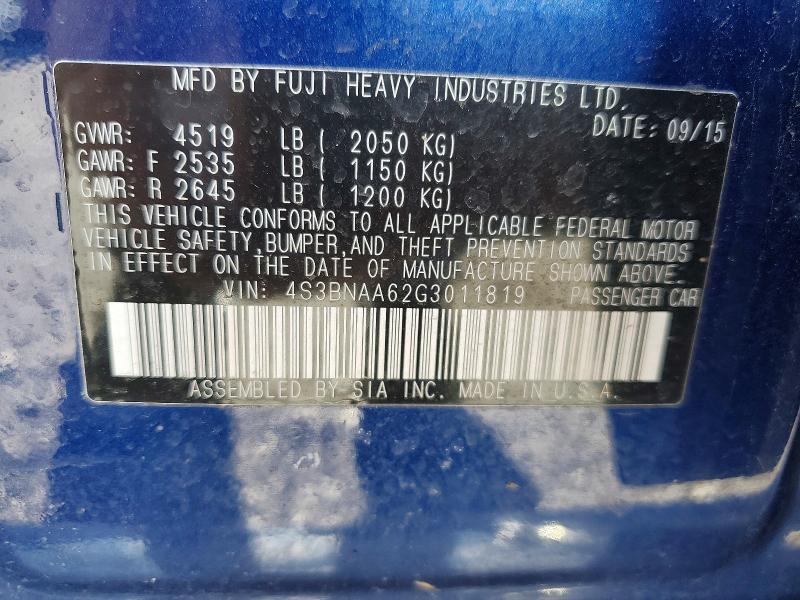 MFD BY FUJI HEAVY INDUSTRIES LTD.
DATE: 09/15
GVWR: 4519 LB ( 2050 KG)
GAWR: F 2535 LB ( 1150 KG)
GAWR: R 2645 LB ( 1200 KG)
THIS VEHICLE CONFORMS TO ALL APPLICABLE FEDERAL MOTOR
VEHICLE SAFETY,BUMPER,AND THEFT PREVENTION STANDARDS
IN EFFECT ON THE DATE OF MANUFACTURE SHOWN ABOVE.
VIN: 4S3BNAA62G3011819 PASSENGER CAR
ASSEMBLED BY SIA INC. MADE IN U.S.A.